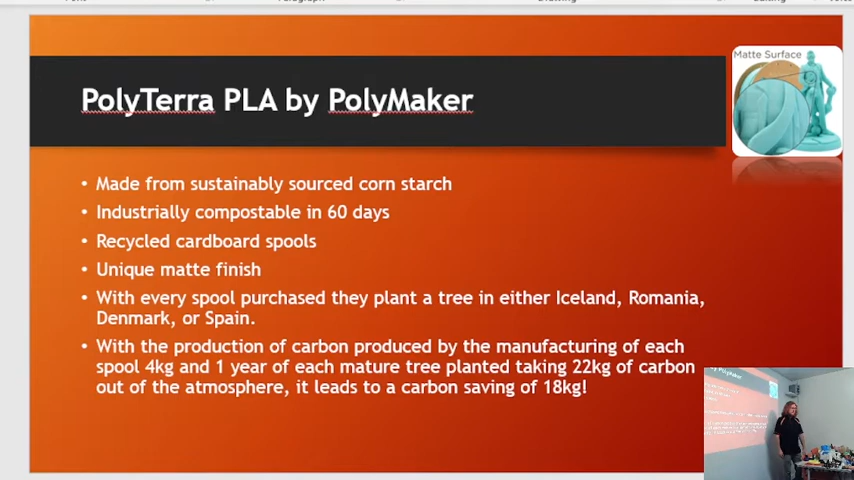 PolyTerra PLA by PolyMaker
Matte Surface
• Made from sustainably sourced corn starch
• Industrially compostable in 60 days
• Recycled cardboard spools
• Unique matte finish
• With every spool purchased they plant a tree in either Iceland, Romania,
Denmark, or Spain.
• With the production of carbon produced by the manufacturing of each
spool 4kg and 1 year of each mature tree planted taking 22kg of carbon
out of the atmosphere, it leads to a carbon saving of 18kg!